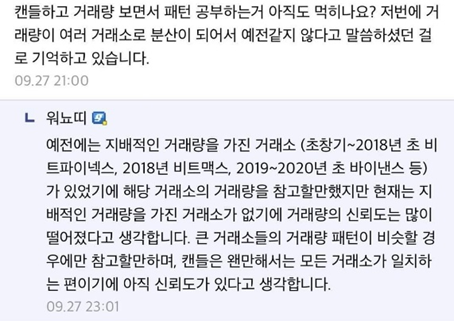 캔들하고 거래량 보면서 패턴 공부하는거 아직도 먹히나요? 저번에 거
래량이 여러 거래소로 분산이 되어서 예전같지 않다고 말씀하셨던 걸
로 기억하고 있습니다.
09.27 21:00
워뇨띠
예전에는 지배적인 거래량을 가진 거래소 (초창기~2018년 초 비
트파이넥스, 2018년 비트맥스, 2019~2020년 초 바이낸스 등)
가 있었기에 해당 거래소의 거래량을 참고할만했지만 현재는 지
배적인 거래량을 가진 거래소가 없기에 거래량의 신뢰도는 많이
떨어졌다고 생각합니다. 큰 거래소들의 거래량 패턴이 비슷할 경
우에만 참고할만하며, 캔들은 왠만해서는 모든 거래소가 일치하
는 편이기에 아직 신뢰도가 있다고 생각합니다.
09.27 23:01